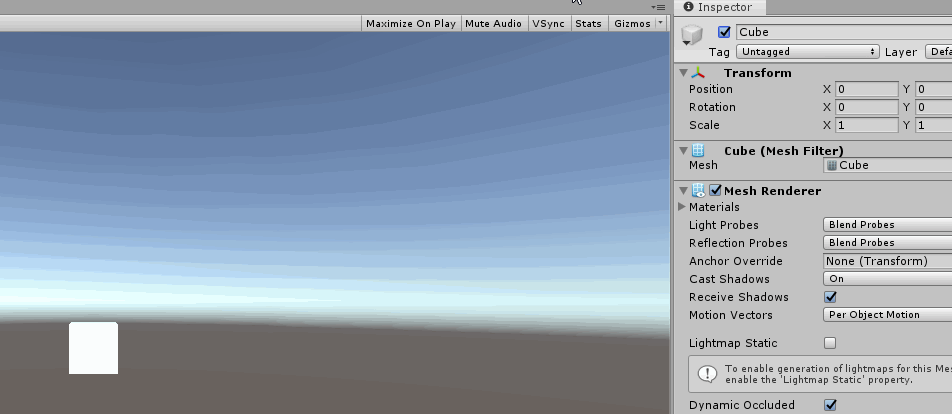 Inspector
Maximize On Play Mute Audio VSync Stats Gizmos
Cube
Tag Untagged Layer Defa
Transform
Position X 0 Y 0
Rotation X 0 Y 0
Scale X 1 Y 1
Cube (Mesh Filter)
Mesh Cube
Mesh Renderer
Materials
Light Probes Blend Probes
Reflection Probes Blend Probes
Anchor Override None (Transform)
Cast Shadows On
Receive Shadows
Motion Vectors Per Object Motion
Lightmap Static
To enable generation of lightmaps for this Mes
enable the 'Lightmap Static' property.
Dynamic Occluded